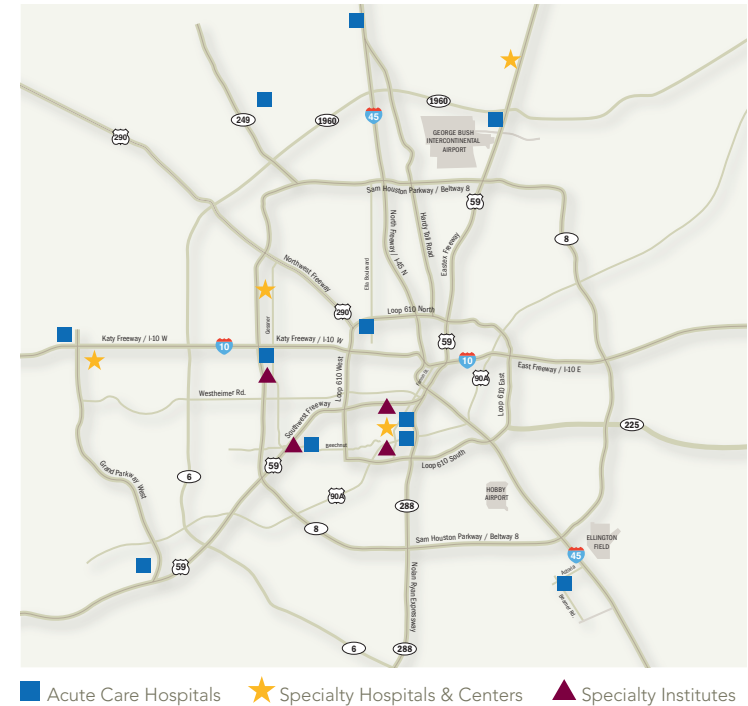 249
1960
1960
45
290
GEORGE BUSH
INTERCONTINENTAL
AIRPORT
Sam Houston Parkway / Beltway 8
59
8
North Freeway / I-45 N
Hardy Toll Road
Eastex Freeway
Northwest Freeway
Ella Boulevard
290
Loop 610 North
Gessner
Katy Freeway / I-10 W
10
Katy Freeway / I-10 W
59
10
East Freeway / I-10 E
90A
Loop 610 West
Loop 610 East
Westheimer Rd.
Southwest Freeway
225
Beechnut
Loop 610 South
59
Grand Parkway West
6
90A
HOBBY
AIRPORT
288
8
Sam Houston Parkway / Beltway 8
ELLINGTON
FIELD
45
59
Astoria
Beamer Rd.
Nolan Ryan Expressway
6
288
Acute Care Hospitals
Specialty Hospitals & Centers
Specialty Institutes